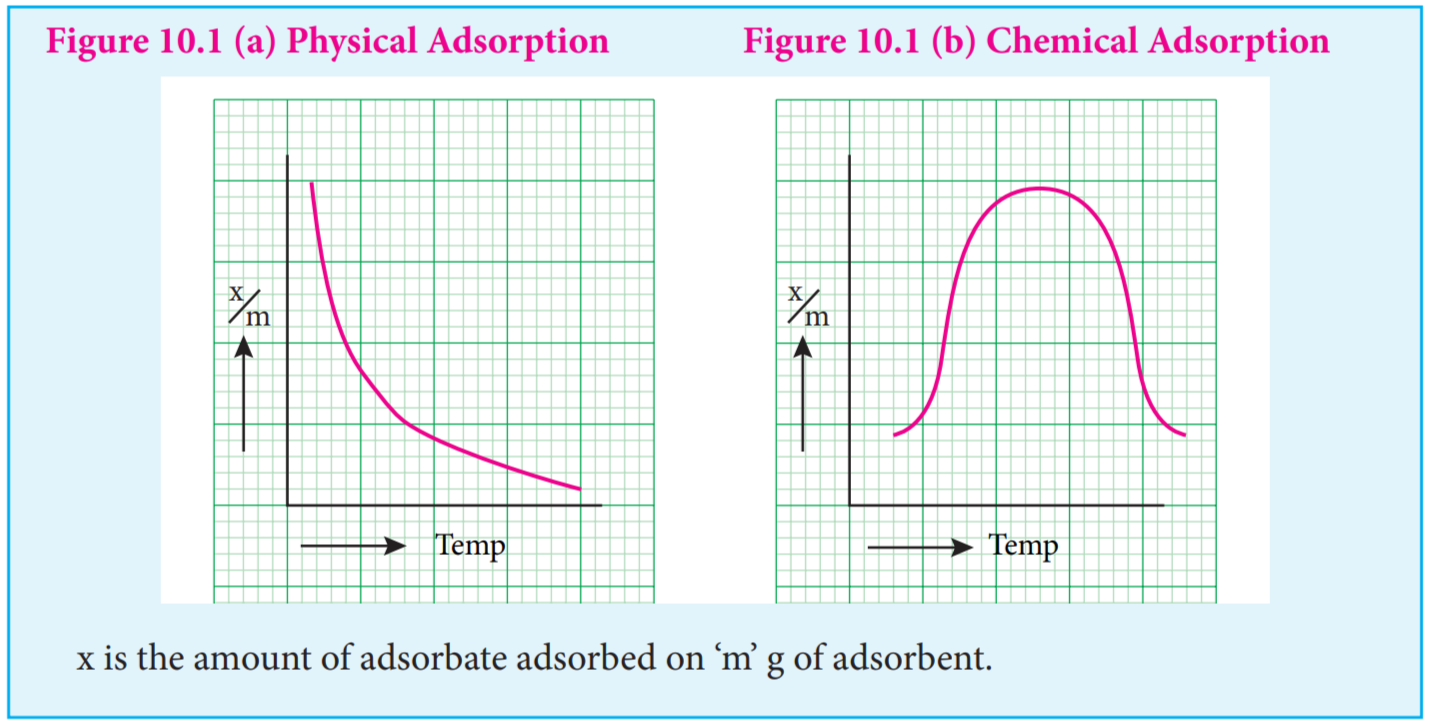 Figure 10.1 (a) Physical Adsorption
Figure 10.1 (b) Chemical Adsorption
x/m
Temp
x/m
Temp
x is the amount of adsorbate adsorbed on ‘m’ g of adsorbent.